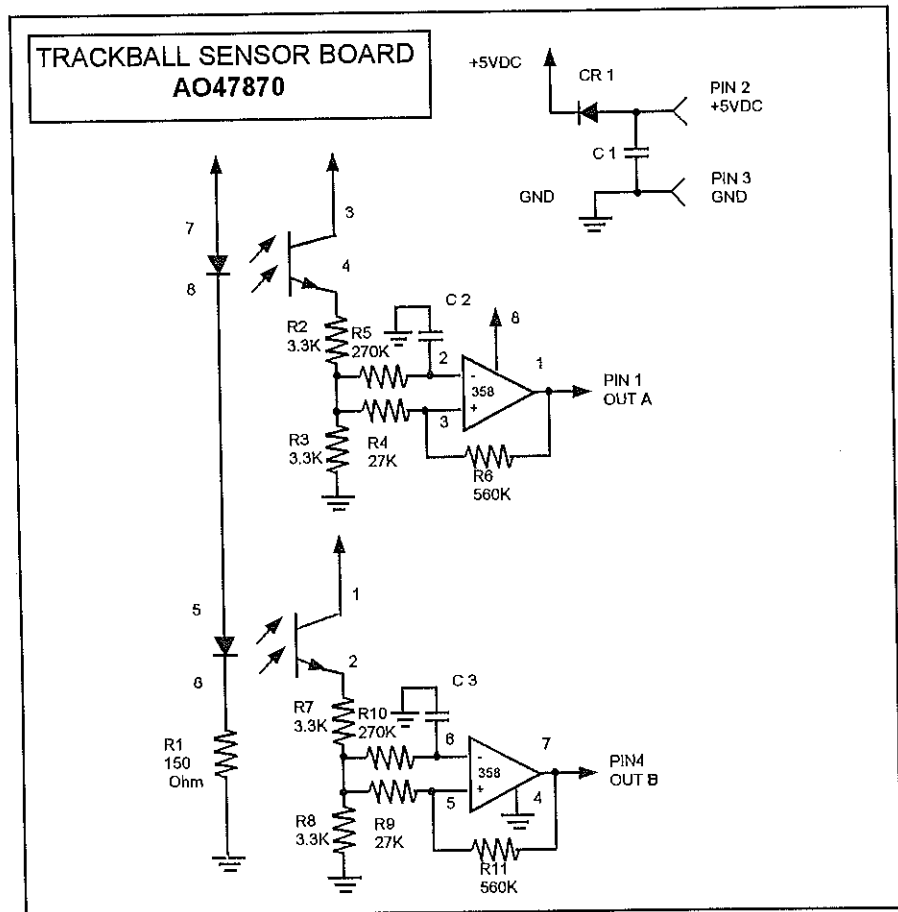 TRACKBALL SENSOR BOARD
AO47870
+5VDC
CR 1
PIN 2
+5VDC
C 1
PIN 3
GND
GND
7
8
3
4
R2
3.3K
R5
270K
C 2
2
8
1
-
358
+
3
PIN 1
OUT A
R3
3.3K
R4
27K
R6
560K
5
6
1
2
R7
3.3K
R10
270K
C 3
6
7
-
358
+
5
4
PIN4
OUT B
R1
150
Ohm
R8
3.3K
R9
27K
R11
560K